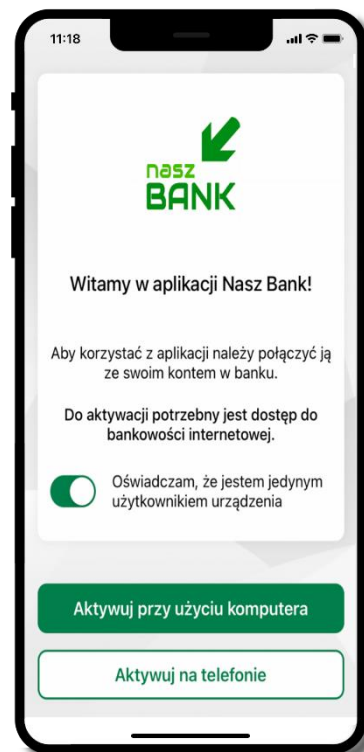 11:18
nasz
BANK
Witamy w aplikacji Nasz Bank!
Aby korzystać z aplikacji należy połączyć ją
ze swoim kontem w banku.
Do aktywacji potrzebny jest dostęp do
bankowości internetowej.
Oświadczam, że jestem jedynym
użytkownikiem urządzenia
Aktywuj przy użyciu komputera
Aktywuj na telefonie